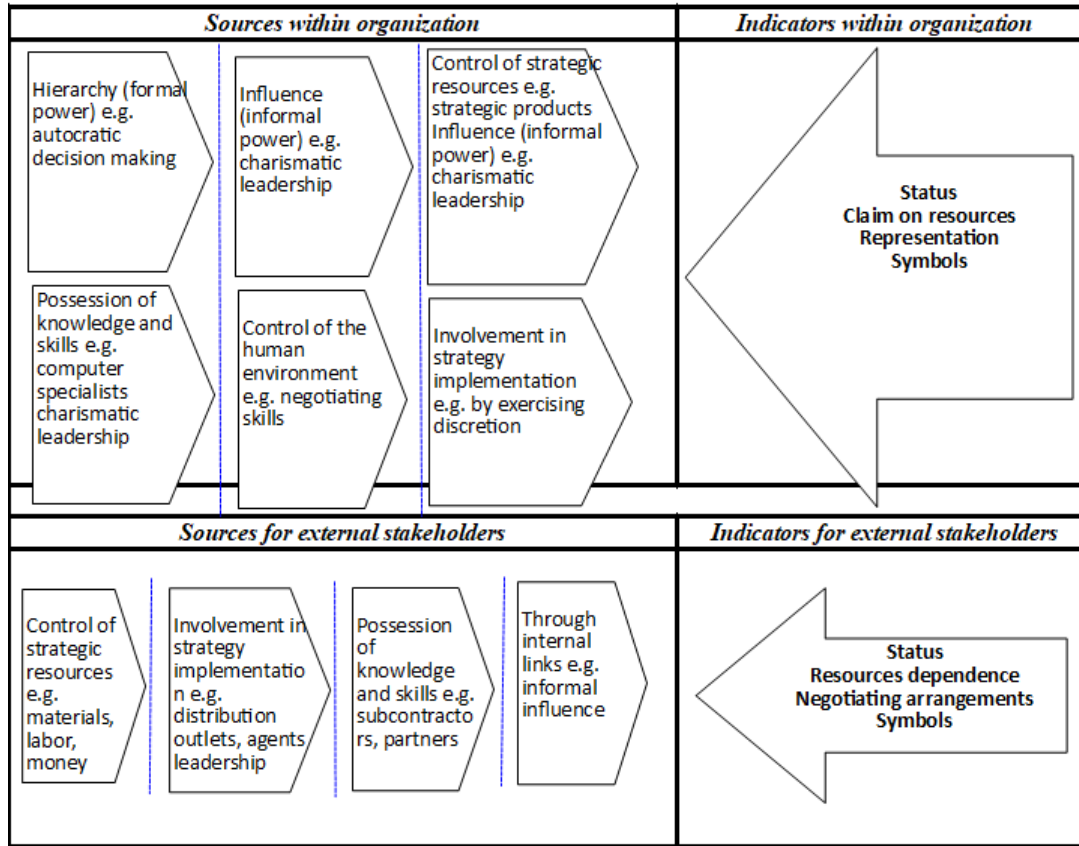 Sources within organization
Indicators within organization
Hierarchy (formal
power) e.g.
autocratic
decision making
Influence
(informal
power) e.g.
charismatic
leadership
Control of strategic
resources e.g.
strategic products
Influence (informal
power) e.g.
charismatic
leadership
Status
Claim on resources
Representation
Symbols
Possession of
knowledge and
skills e.g.
computer
specialists
charismatic
leadership
Control of the
human
environment
e.g. negotiating
skills
Involvement in
strategy
implementation
e.g. by exercising
discretion
Sources for external stakeholders
Indicators for external stakeholders
Control of
strategic
resources
e.g.
materials,
labor,
money
Involvement in
strategy
implementatio
n e.g.
distribution
outlets, agents
leadership
Possession
of
knowledge
and skills e.g.
subcontracto
rs, partners
Through
internal
links e.g.
informal
influence
Status
Resources dependence
Negotiating arrangements
Symbols